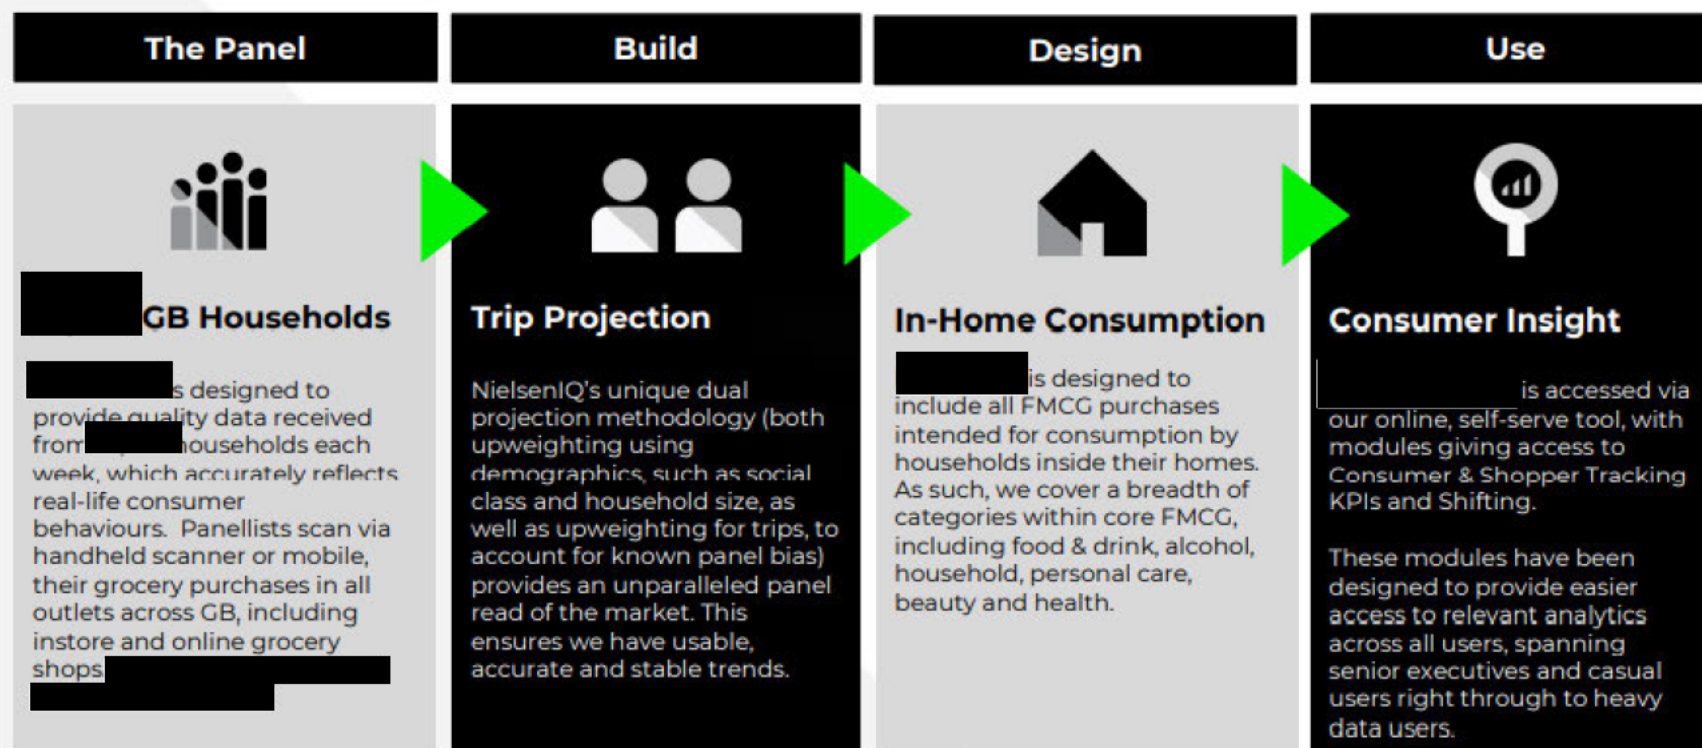 The Panel
GB Households
s designed to
provide quality data received
from households each
week, which accurately reflects
real-life consumer
behaviours. Panellists scan via
handheld scanner or mobile,
their grocery purchases in all
outlets across GB, including
instore and online grocery
shops
Build
Trip Projection
NielsenIQ's unique dual
projection methodology (both
upweighting using
demographics, such as social
class and household size, as
well as upweighting for trips, to
account for known panel bias)
provides an unparalleled panel
read of the market. This
ensures we have usable,
accurate and stable trends.
Design
In-Home Consumption
is designed to
include all FMCG purchases
intended for consumption by
households inside their homes.
As such, we cover a breadth of
categories within core FMCG,
including food & drink, alcohol,
household, personal care,
beauty and health.
Use
Consumer Insight
is accessed via
our online, self-serve tool, with
modules giving access to
Consumer & Shopper Tracking
KPIs and Shifting.
These modules have been
designed to provide easier
access to relevant analytics
across all users, spanning
senior executives and casual
users right through to heavy
data users.